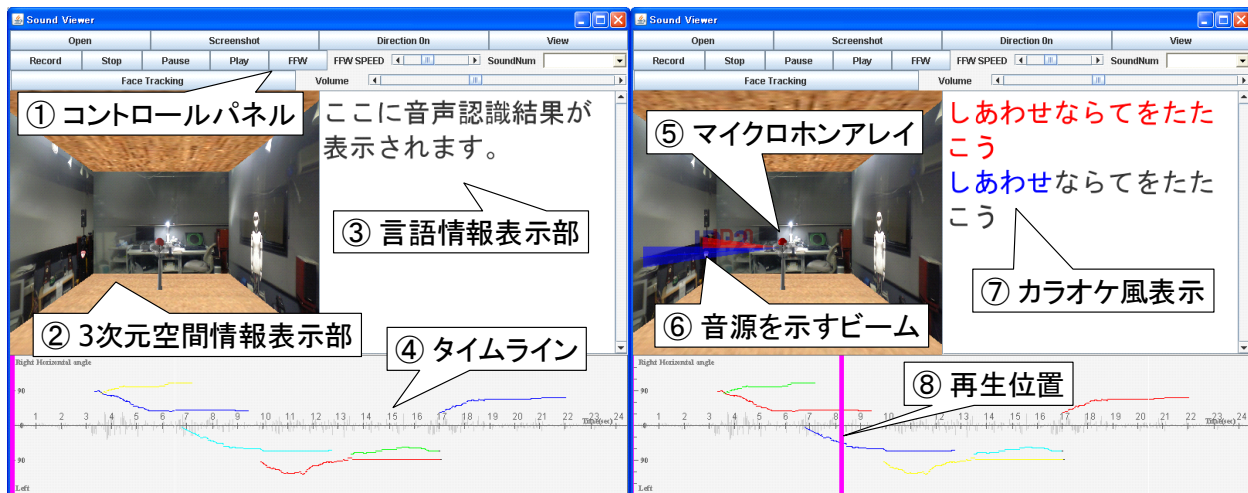 Sound Viewer
Open Screenshot Direction On View
Record Stop Pause Play FFW FFW SPEED SoundNum
Face Tracking Volume
① コントロールパネル
ここに音声認識結果が
表示されます。
③ 言語情報表示部
② 3次元空間情報表示部
④ タイムライン
Right Horizontal angle
90
1 2 3 4 5 6 7 8 9 10 11 12 13 14 15 16 17 18 19 20 21 22 23 24
0
Time(sec)
90
Left
Sound Viewer
Open Screenshot Direction On View
Record Stop Pause Play FFW FFW SPEED SoundNum
Face Tracking Volume
⑤ マイクロホンアレイ
しあわせならてをたた
こう
しあわせならてをたた
こう
⑦ カラオケ風表示
⑥ 音源を示すビーム
Right Horizontal angle
⑧ 再生位置
90
1 2 3 4 5 6 7 8 9 10 11 12 13 14 15 16 17 18 19 20 21 22 23 24
0
Time(sec)
90
Left